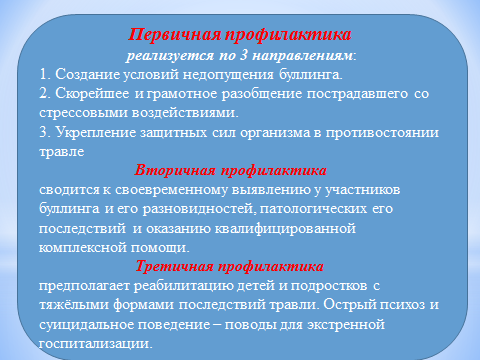 Первичная профилактика
реализуется по 3 направлениям:
1. Создание условий недопущения буллинга.
2. Скорейшее и грамотное разобщение пострадавшего со
стрессовыми воздействиями.
3. Укрепление защитных сил организма в противостоянии
травле
Вторичная профилактика
сводится к своевременному выявлению у участников
буллинга и его разновидностей, патологических его
последствий и оказанию квалифицированной
комплексной помощи.
Третичная профилактика
предполагает реабилитацию детей и подростков с
тяжёлыми формами последствий травли. Острый психоз и
суицидальное поведение – поводы для экстренной
госпитализации.